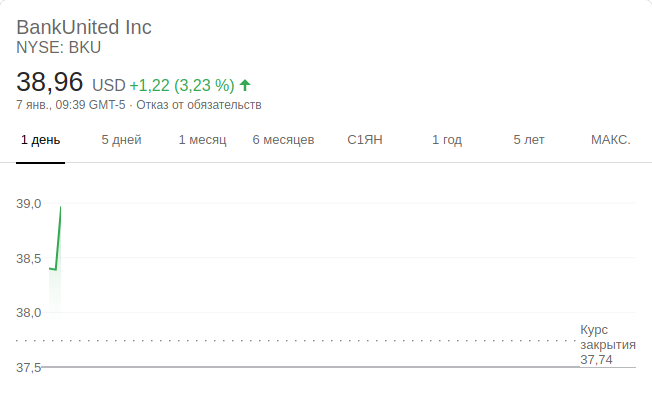 BankUnited Inc
NYSE: BKU
38,96 USD +1,22 (3,23 %)
7 янв., 09:39 GMT-5 · Отказ от обязательств
1 день 5 дней 1 месяц 6 месяцев С1ЯН 1 год 5 лет МАКС.
39,0
38,5
38,0
Курс
закрытия
37,74
37,5